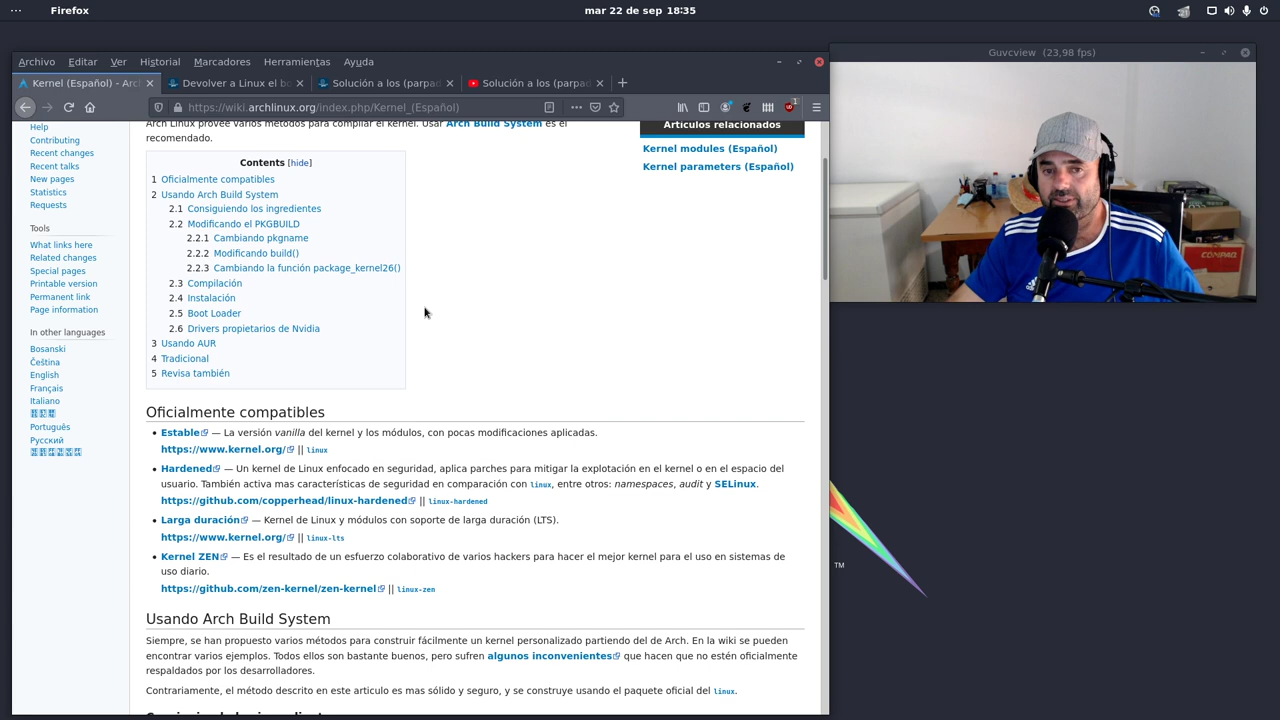 Firefox
mar 22 de sep 18:35
Archivo Editar Ver Historial Marcadores Herramientas Ayuda
Kernel (Español) - Arc
Devolver a Linux el bo
Solución a los (parpad
Solución a los (parpad
https://wiki.archlinux.org/index.php/Kernel_(Español)
Guvcview (23,98 fps)
Help
Contributing
Recent changes
Recent talks
New pages
Statistics
Requests
Tools
What links here
Related changes
Special pages
Printable version
Permanent link
Page information
In other languages
Bosanski
Čeština
English
Français
Italiano
Português
Русский
Arch Linux provee varios métodos para compilar el kernel. Usar Arch Build System es el
recomendado.
Artículos relacionados
Kernel modules (Español)
Kernel parameters (Español)
Contents [hide]
1 Oficialmente compatibles
2 Usando Arch Build System
2.1 Consiguiendo los ingredientes
2.2 Modificando el PKGBUILD
2.2.1 Cambiando pkgname
2.2.2 Modificando build()
2.2.3 Cambiando la función package_kernel26()
2.3 Compilación
2.4 Instalación
2.5 Boot Loader
2.6 Drivers propietarios de Nvidia
3 Usando AUR
4 Tradicional
5 Revisa también
Oficialmente compatibles
• Estable — La versión vanilla del kernel y los módulos, con pocas modificaciones aplicadas.
https://www.kernel.org/ || linux
• Hardened — Un kernel de Linux enfocado en seguridad, aplica parches para mitigar la explotación en el kernel o en el espacio del
usuario. También activa mas características de seguridad en comparación con linux, entre otros: namespaces, audit y SELinux.
https://github.com/copperhead/linux-hardened || linux-hardened
• Larga duración — Kernel de Linux y módulos con soporte de larga duración (LTS).
https://www.kernel.org/ || linux-lts
• Kernel ZEN — Es el resultado de un esfuerzo colaborativo de varios hackers para hacer el mejor kernel para el uso en sistemas de
uso diario.
https://github.com/zen-kernel/zen-kernel || linux-zen
Usando Arch Build System
Siempre, se han propuesto varios métodos para construir fácilmente un kernel personalizado partiendo del de Arch. En la wiki se pueden
encontrar varios ejemplos. Todos ellos son bastante buenos, pero sufren algunos inconvenientes que hacen que no estén oficialmente
respaldados por los desarrolladores.
Contrariamente, el método descrito en este articulo es mas sólido y seguro, y se construye usando el paquete oficial del linux.
COMPAQ
adidas
TM